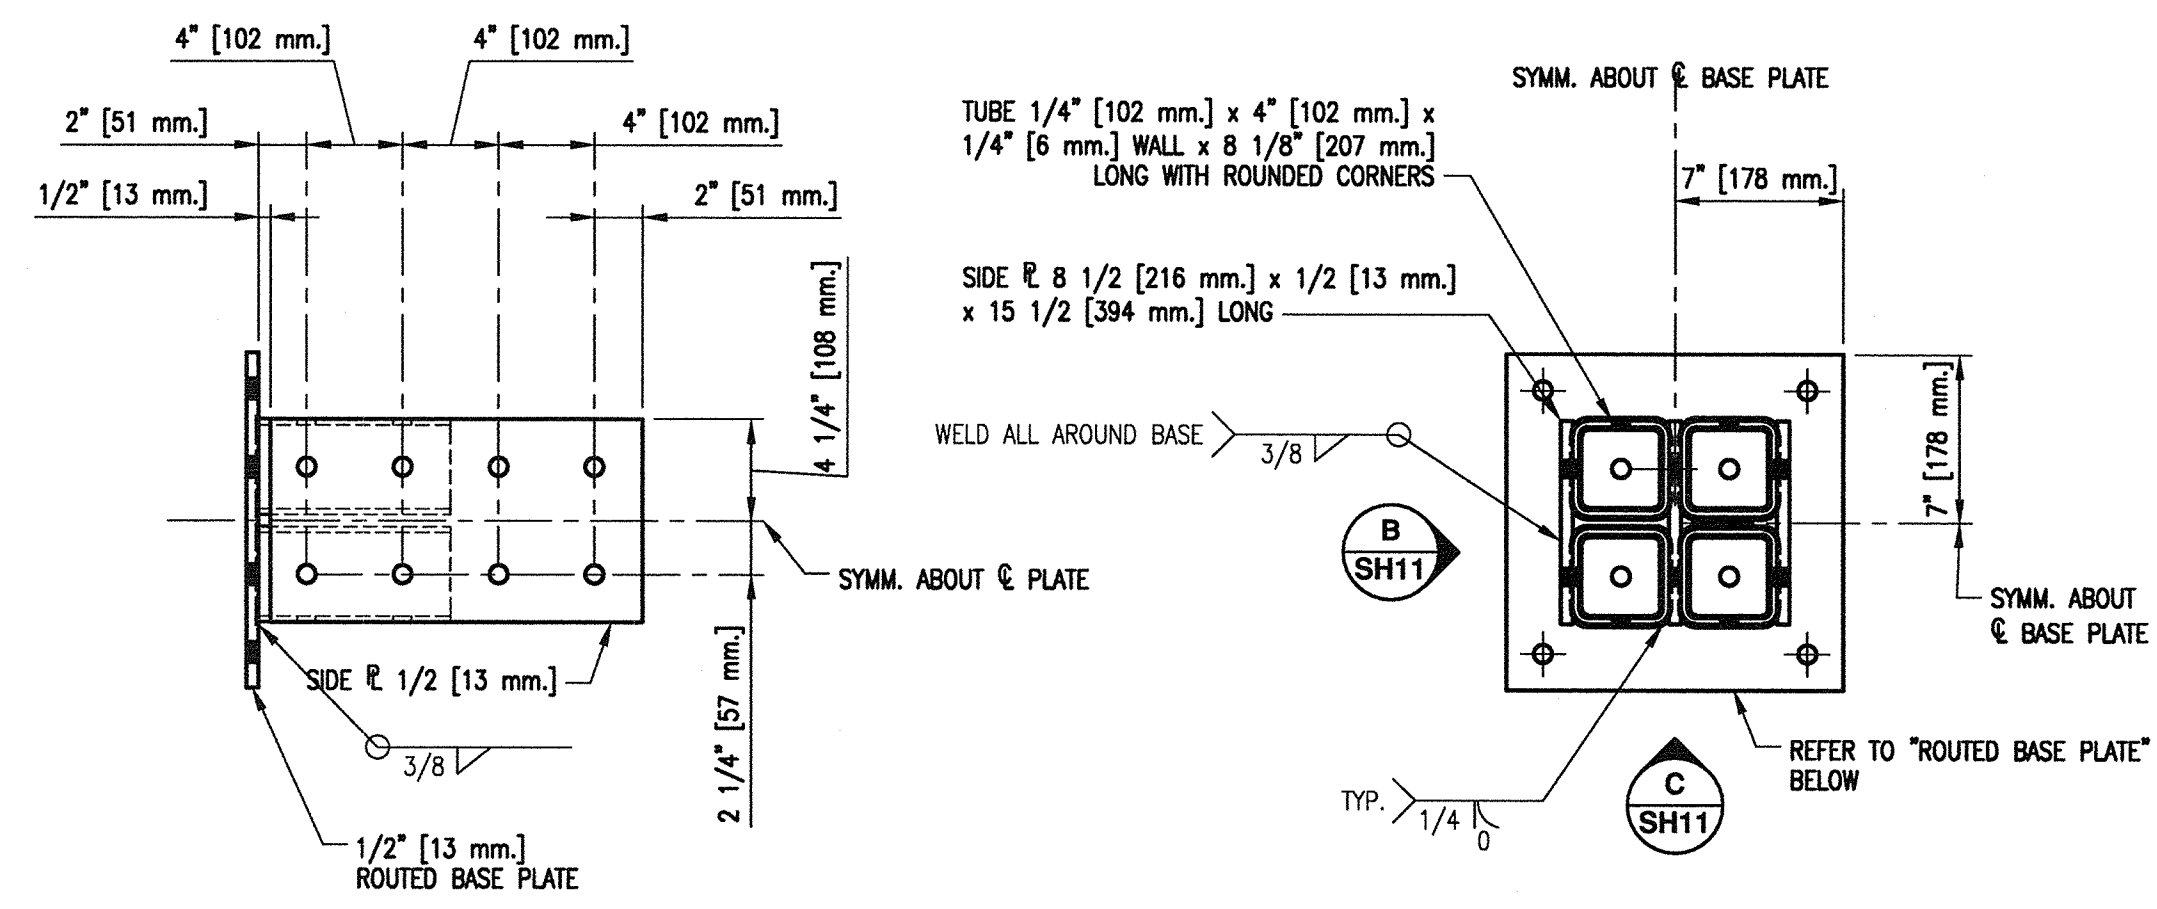 4" [102 mm.]
4" [102 mm.]
2" [51 mm.]
4" [102 mm.]
1/2" [13 mm.]
2" [51 mm.]
4 1/4" [108 mm.]
SYMM. ABOUT ℄ PLATE
SIDE ⅊ 1/2 [13 mm.]
2 1/4" [57 mm.]
3/8
1/2" [13 mm.]
ROUTED BASE PLATE
SYMM. ABOUT ℄ BASE PLATE
TUBE 1/4" [102 mm.] x 4" [102 mm.] x
1/4" [6 mm.] WALL x 8 1/8" [207 mm.]
LONG WITH ROUNDED CORNERS
7" [178 mm.]
SIDE ⅊ 8 1/2 [216 mm.] x 1/2 [13 mm.]
x 15 1/2 [394 mm.] LONG
WELD ALL AROUND BASE
3/8
7" [178 mm.]
B
SH11
SYMM. ABOUT
℄ BASE PLATE
REFER TO "ROUTED BASE PLATE"
BELOW
TYP.
1/4
0
C
SH11